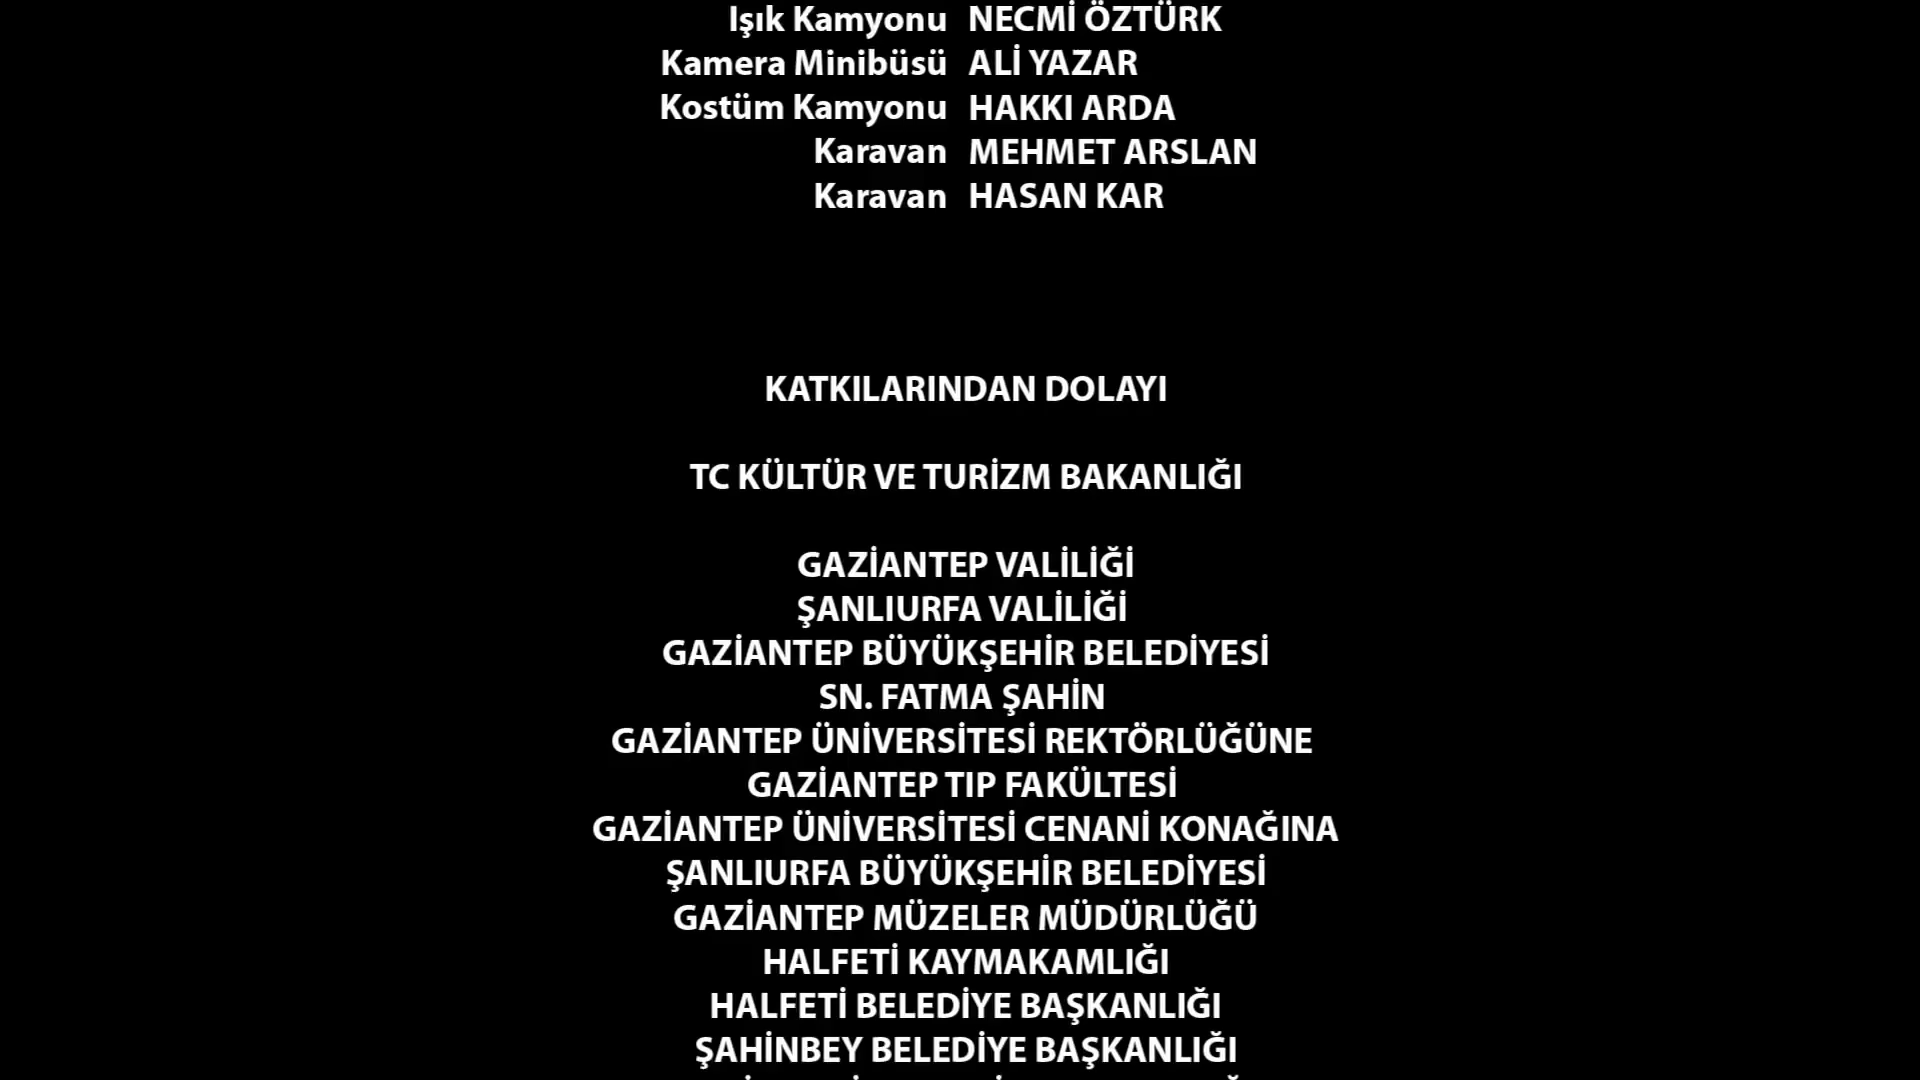 Işık Kamyonu NECMİ ÖZTÜRK
Kamera Minibüsü ALİ YAZAR
Kostüm Kamyonu HAKKI ARDA
Karavan MEHMET ARSLAN
Karavan HASAN KAR
KATKILARINDAN DOLAYI
TC KÜLTÜR VE TURİZM BAKANLIĞI
GAZİANTEP VALİLİĞİ
ŞANLIURFA VALİLİĞİ
GAZİANTEP BÜYÜKŞEHİR BELEDİYESİ
SN. FATMA ŞAHİN
GAZİANTEP ÜNİVERSİTESİ REKTÖRLÜĞÜNE
GAZİANTEP TIP FAKÜLTESİ
GAZİANTEP ÜNİVERSİTESİ CENANİ KONAĞINA
ŞANLIURFA BÜYÜKŞEHİR BELEDİYESİ
GAZİANTEP MÜZELER MÜDÜRLÜĞÜ
HALFETİ KAYMAKAMLIĞI
HALFETİ BELEDİYE BAŞKANLIĞI
ŞAHİNBEY BELEDİYE BAŞKANLIĞI